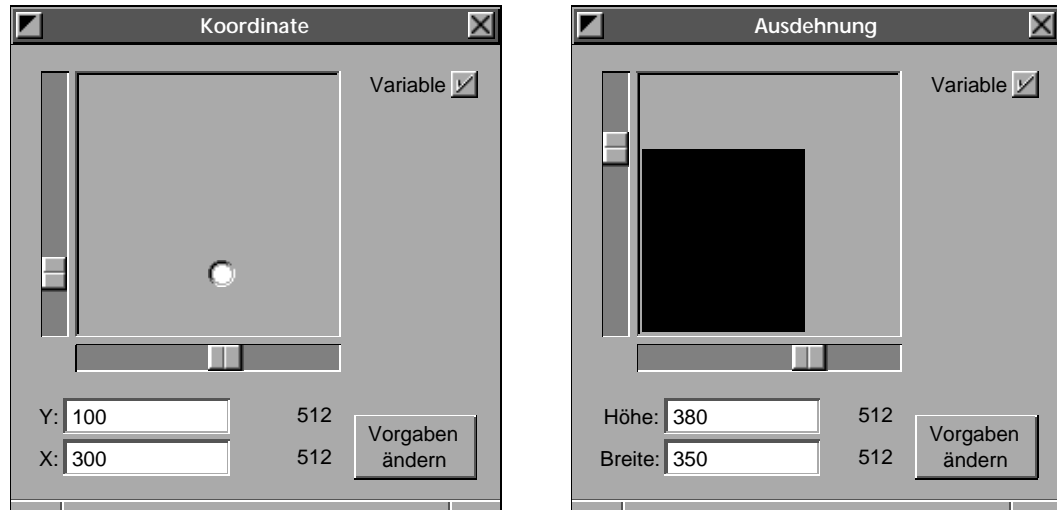 Koordinate
Variable
Y: 100 512
X: 300 512
Vorgaben
ändern
Ausdehnung
Variable
Höhe: 380 512
Breite: 350 512
Vorgaben
ändern